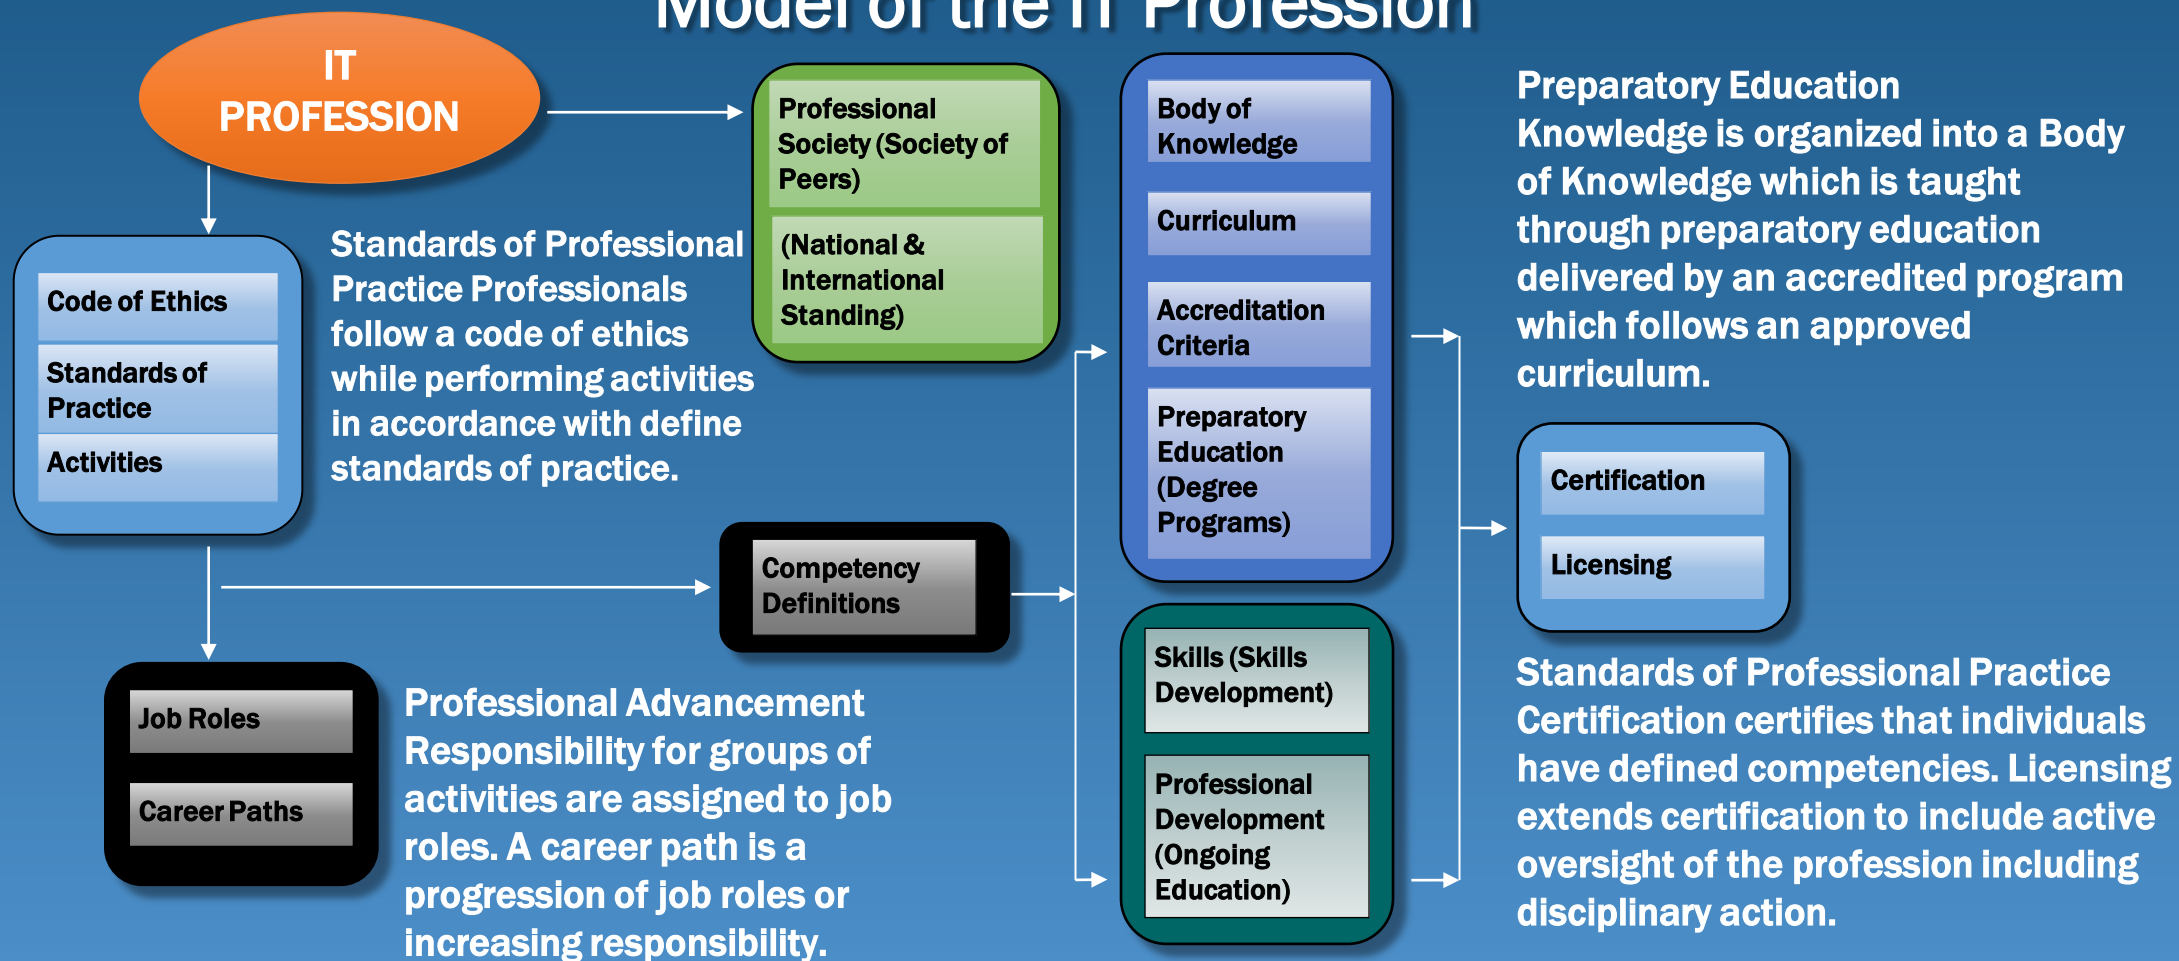 Model of the IT Profession
IT
PROFESSION
Professional
Society (Society of
Peers)
(National &
International
Standing)
Body of
Knowledge
Curriculum
Accreditation
Criteria
Preparatory
Education
(Degree
Programs)
Preparatory Education
Knowledge is organized into a Body
of Knowledge which is taught
through preparatory education
delivered by an accredited program
which follows an approved
curriculum.
Code of Ethics
Standards of
Practice
Activities
Standards of Professional
Practice Professionals
follow a code of ethics
while performing activities
in accordance with define
standards of practice.
Competency
Definitions
Certification
Licensing
Skills (Skills
Development)
Professional
Development
(Ongoing
Education)
Job Roles
Career Paths
Professional Advancement
Responsibility for groups of
activities are assigned to job
roles. A career path is a
progression of job roles or
increasing responsibility.
Standards of Professional Practice
Certification certifies that individuals
have defined competencies. Licensing
extends certification to include active
oversight of the profession including
disciplinary action.